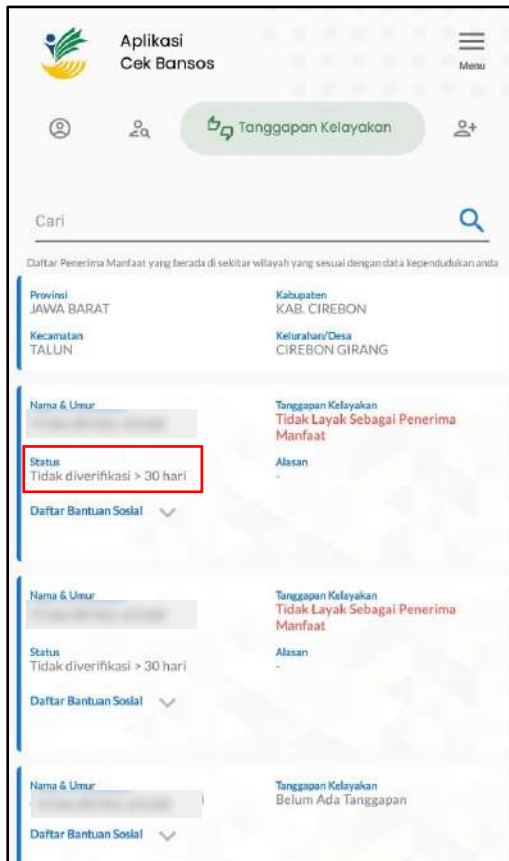 Aplikasi
Cek Bansos
Menu
Tanggapan Kelayakan
Cari
Daftar Penerima Manfaat yang berada di sekitar wilayah yang sesuai dengan data kependudukan anda
Provinsi Kabupaten
JAWA BARAT KAB. CIREBON
Kecamatan Kelurahan/Desa
TALUN CIREBON GIRANG
Nama & Umur Tanggapan Kelayakan
Tidak Layak Sebagai Penerima
Manfaat
Status Alasan
Tidak diverifikasi > 30 hari -
Daftar Bantuan Sosial
Nama & Umur Tanggapan Kelayakan
Tidak Layak Sebagai Penerima
Manfaat
Status Alasan
Tidak diverifikasi > 30 hari -
Daftar Bantuan Sosial
Nama & Umur Tanggapan Kelayakan
Belum Ada Tanggapan
Daftar Bantuan Sosial